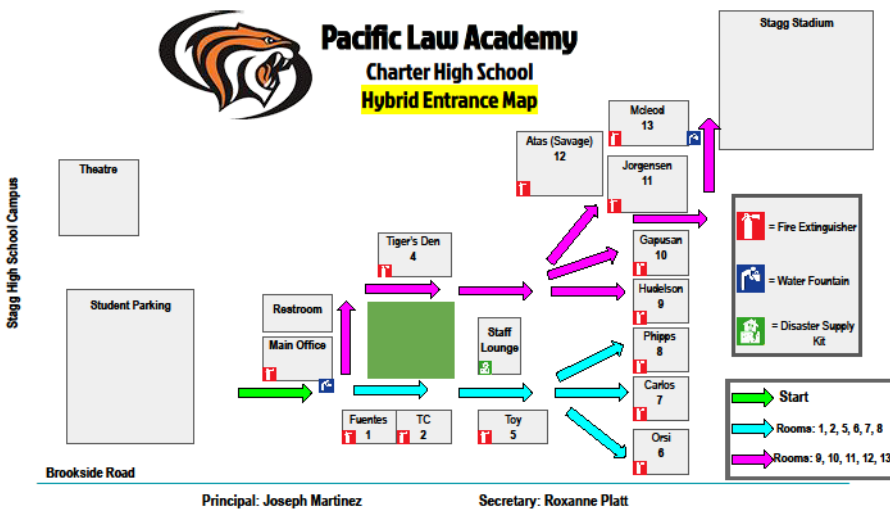 Pacific Law Academy
Charter High School
Hybrid Entrance Map
Stagg Stadium
Mcleod
13
Atas (Savage)
12
Jorgensen
11
Theatre
Stagg High School Campus
Tiger's Den
4
Gapusan
10
= Fire Extinguisher
Hudelson
9
= Water Fountain
Student Parking
Restroom
Main Office
Staff
Lounge
Phipps
8
= Disaster Supply
Kit
Carlos
7
Start
Fuentes
1
TC
2
Toy
5
Orsi
6
Rooms: 1, 2, 5, 6, 7, 8
Rooms: 9, 10, 11, 12, 13
Brookside Road
Principal: Joseph Martinez
Secretary: Roxanne Platt